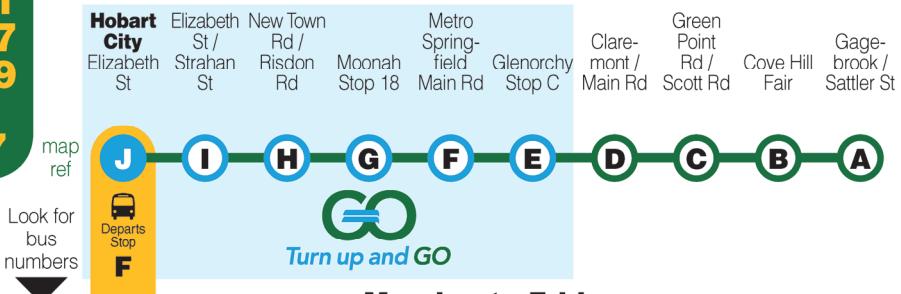 7
9
Hobart
City
Elizabeth
St
Elizabeth
St /
Strahan
St
New Town
Rd /
Risdon
Rd
Moonah
Stop 18
Metro
Spring-
field
Main Rd
Glenorchy
Stop C
Clare-
mont /
Main Rd
Green
Point
Rd /
Scott Rd
Cove Hill
Fair
Gage-
brook /
Sattler St
map
ref
J I H G F E D C B A
Look for
bus
numbers
Departs
Stop
F
GO
Turn up and GO